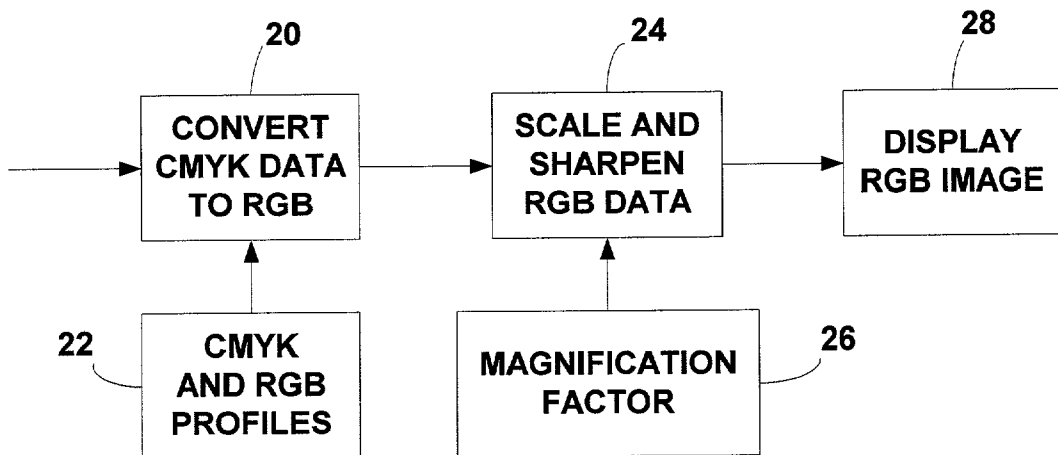 20
CONVERT
CMYK DATA
TO RGB
24
SCALE AND
SHARPEN
RGB DATA
28
DISPLAY
RGB IMAGE
22
CMYK
AND RGB
PROFILES
26
MAGNIFICATION
FACTOR